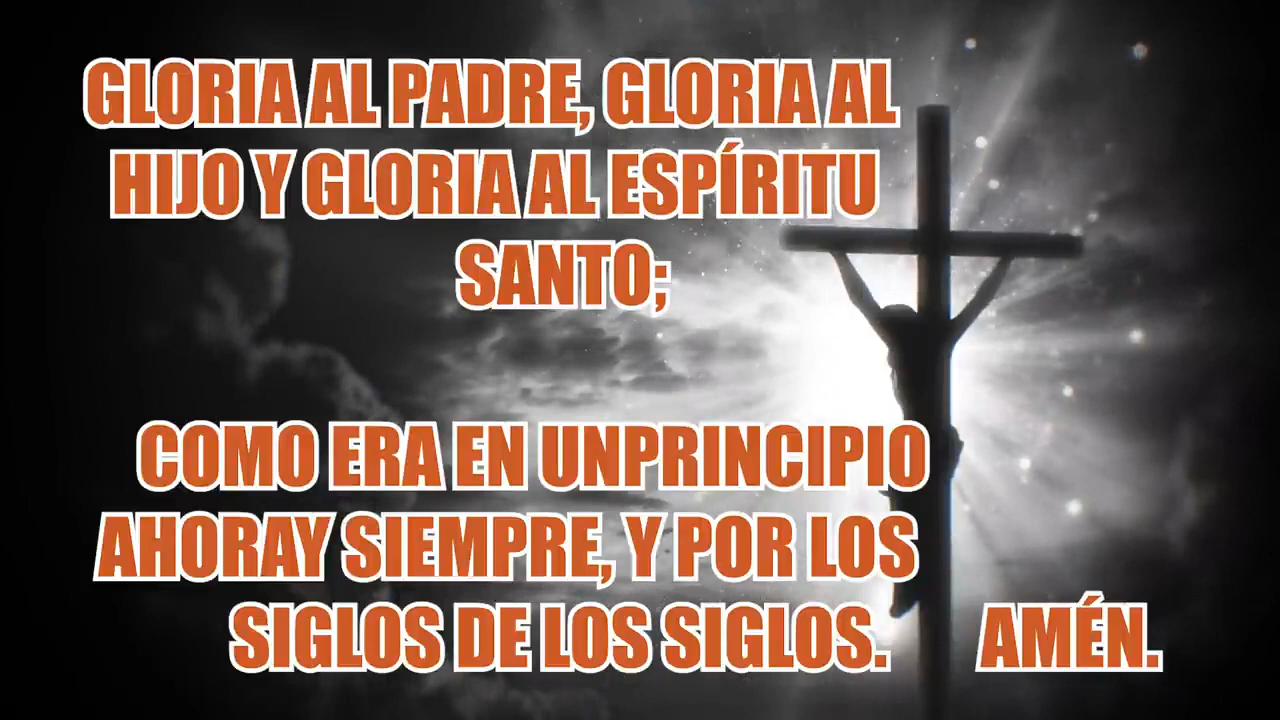 GLORIA AL PADRE, GLORIA AL
HIJO Y GLORIA AL ESPÍRITU
SANTO;
COMO ERA EN UNPRINCIPIO
AHORAY SIEMPRE, Y POR LOS
SIGLOS DE LOS SIGLOS. AMÉN.